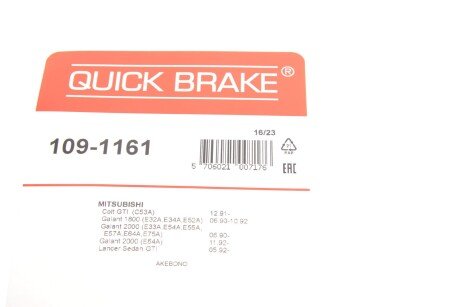 QUICK BRAKE®
16/23
109-1161
5 706021 007176
EAC
MITSUBISHI
Colt GTI (C53A) 12.91-
Galant 1800 (E32A,E34A,E52A) 06.90-10.92
Galant 2000 (E33A,E54A,E55A,
E57A,E64A,E75A) 06.90-
Galant 2000 (E64A) 11.92-
Lancer Sedan GTI 05.92-
AKEBONO